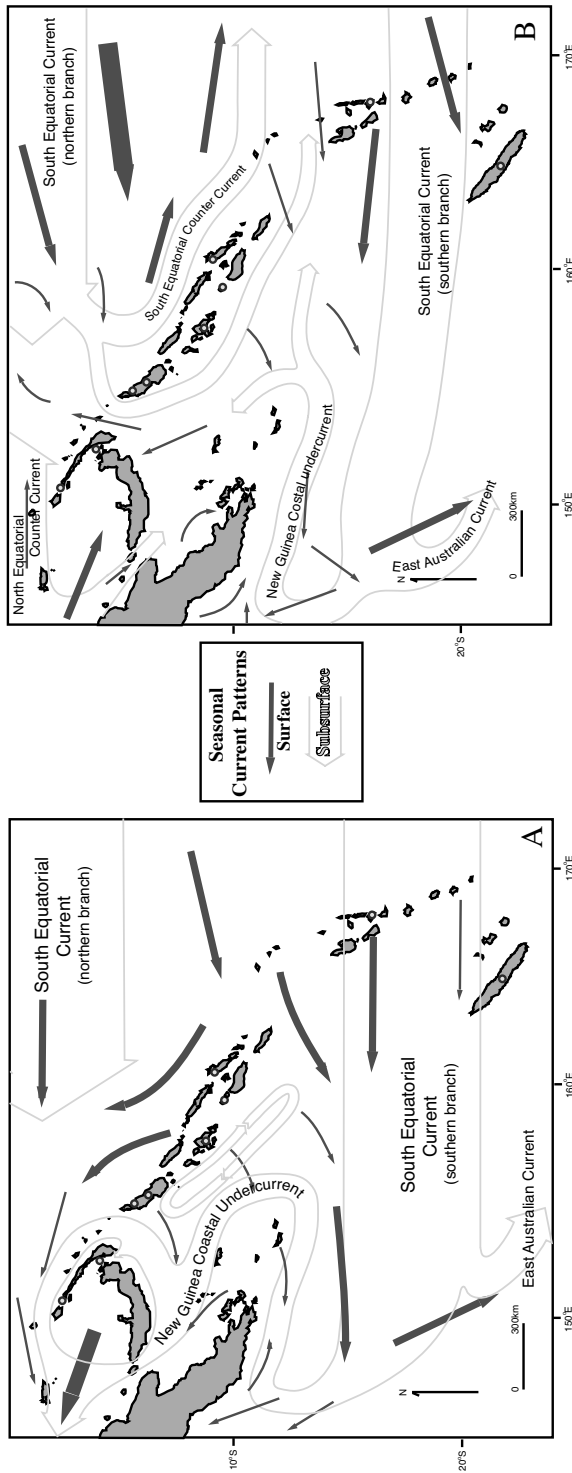 A
South Equatorial
Current
(northern branch)
New Guinea Coastal Undercurrent
South Equatorial
Current
(southern branch)
East Australian Current
N
0
300km
10°S
20°S
150°E
160°E
170°E
Seasonal
Current Patterns
Surface
Subsurface
B
North Equatorial
Counter Current
South Equatorial Current
(northern branch)
South Equatorial Counter Current
New Guinea Costal undercurrent
South Equatorial Current
(southern branch)
East Australian Current
N
0
300km
10°S
20°S
150°E
160°E
170°E